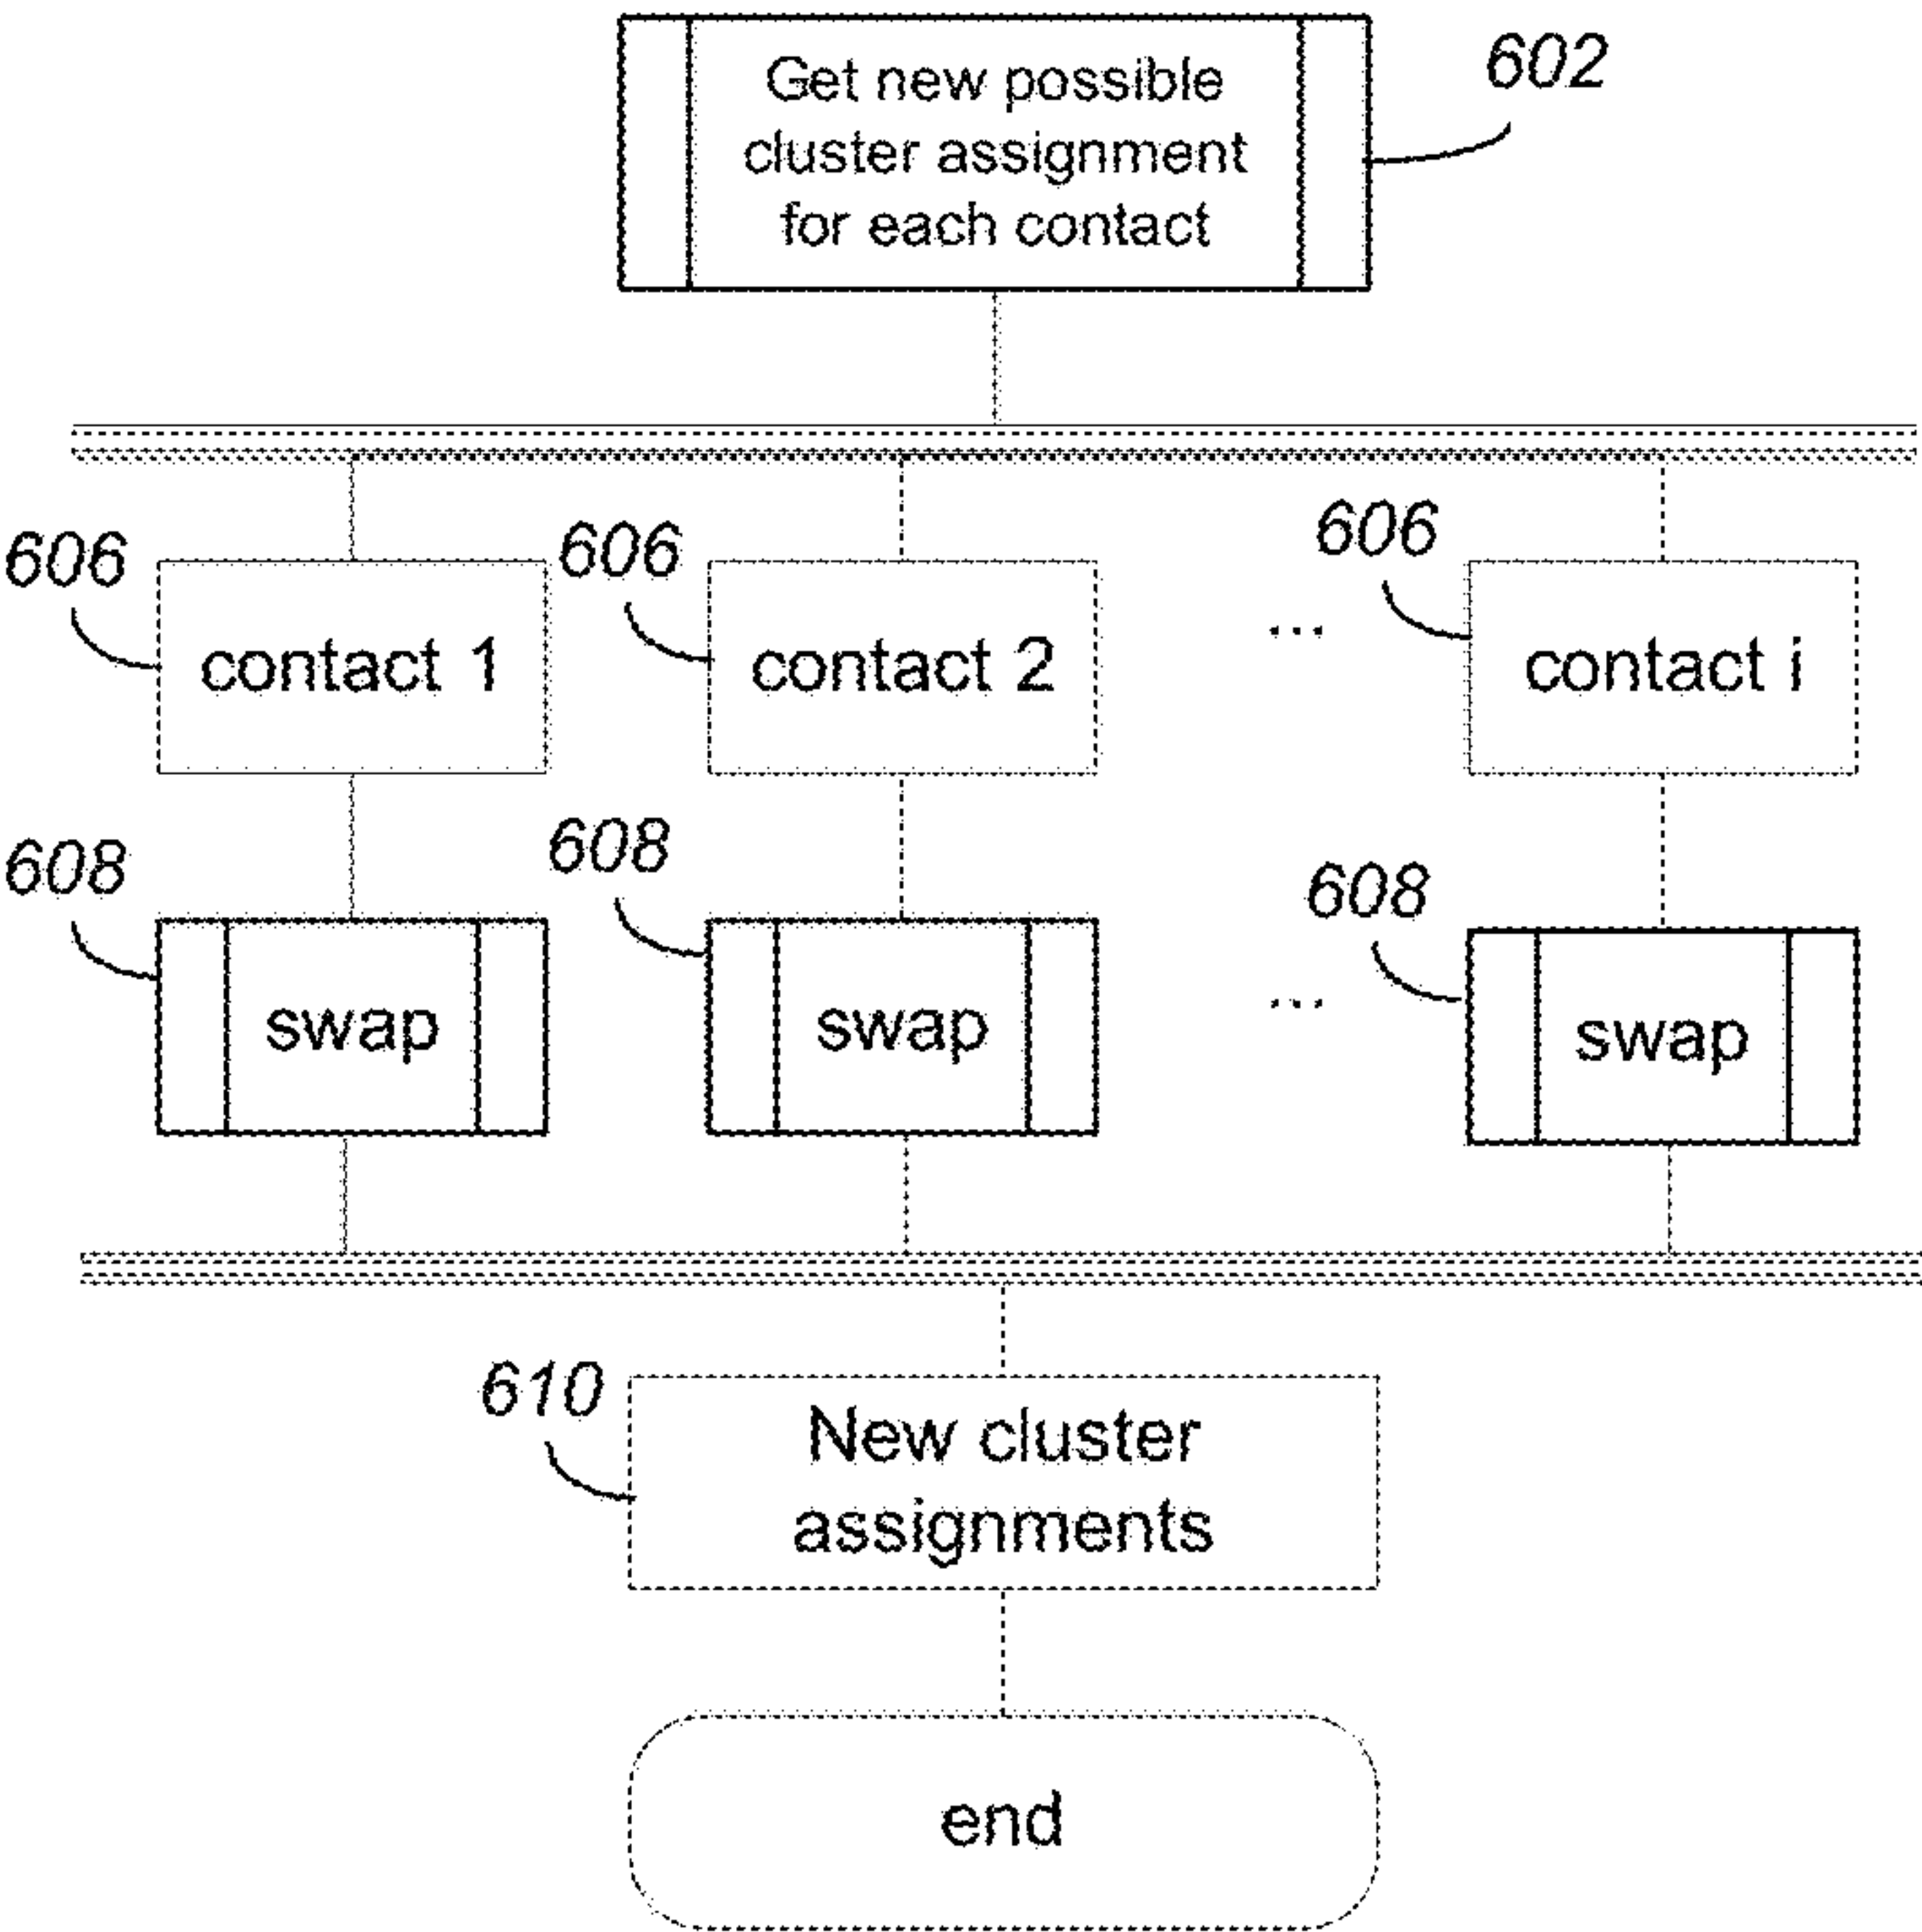 Get new possible
cluster assignment
for each contact
602
606
606
606
contact 1
contact 2
...
contact i
608
608
608
swap
swap
...
swap
610
New cluster
assignments
end